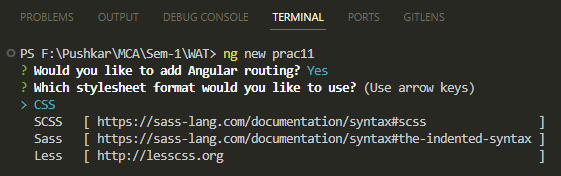 PROBLEMS OUTPUT DEBUG CONSOLE TERMINAL PORTS GITLENS
PS F:\Pushkar\MCA\Sem-1\WAT> ng new prac11
? Would you like to add Angular routing? Yes
? Which stylesheet format would you like to use? (Use arrow keys)
> CSS
SCSS [ https://sass-lang.com/documentation/syntax#scss ]
Sass [ https://sass-lang.com/documentation/syntax#the-indented-syntax ]
Less [ http://lesscss.org ]